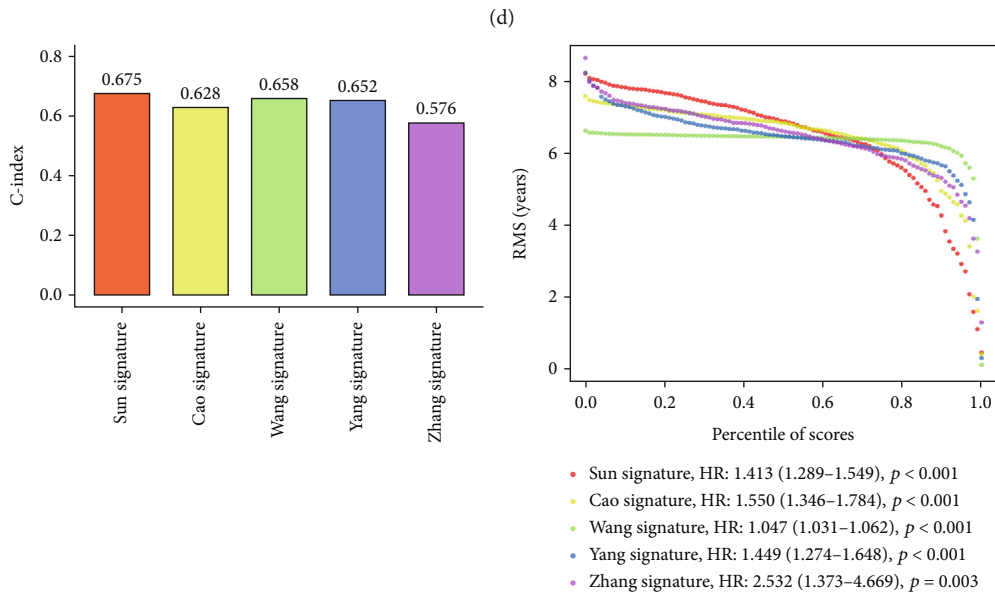 (d)
C-index
0.8
0.6
0.4
0.2
0.0
0.675
0.628
0.658
0.652
0.576
Sun signature
Cao signature
Wang signature
Yang signature
Zhang signature
RMS (years)
8
6
4
2
0
0.0 0.2 0.4 0.6 0.8 1.0
Percentile of scores
Sun signature, HR: 1.413 (1.289–1.549), p < 0.001
Cao signature, HR: 1.550 (1.346–1.784), p < 0.001
Wang signature, HR: 1.047 (1.031–1.062), p < 0.001
Yang signature, HR: 1.449 (1.274–1.648), p < 0.001
Zhang signature, HR: 2.532 (1.373–4.669), p = 0.003